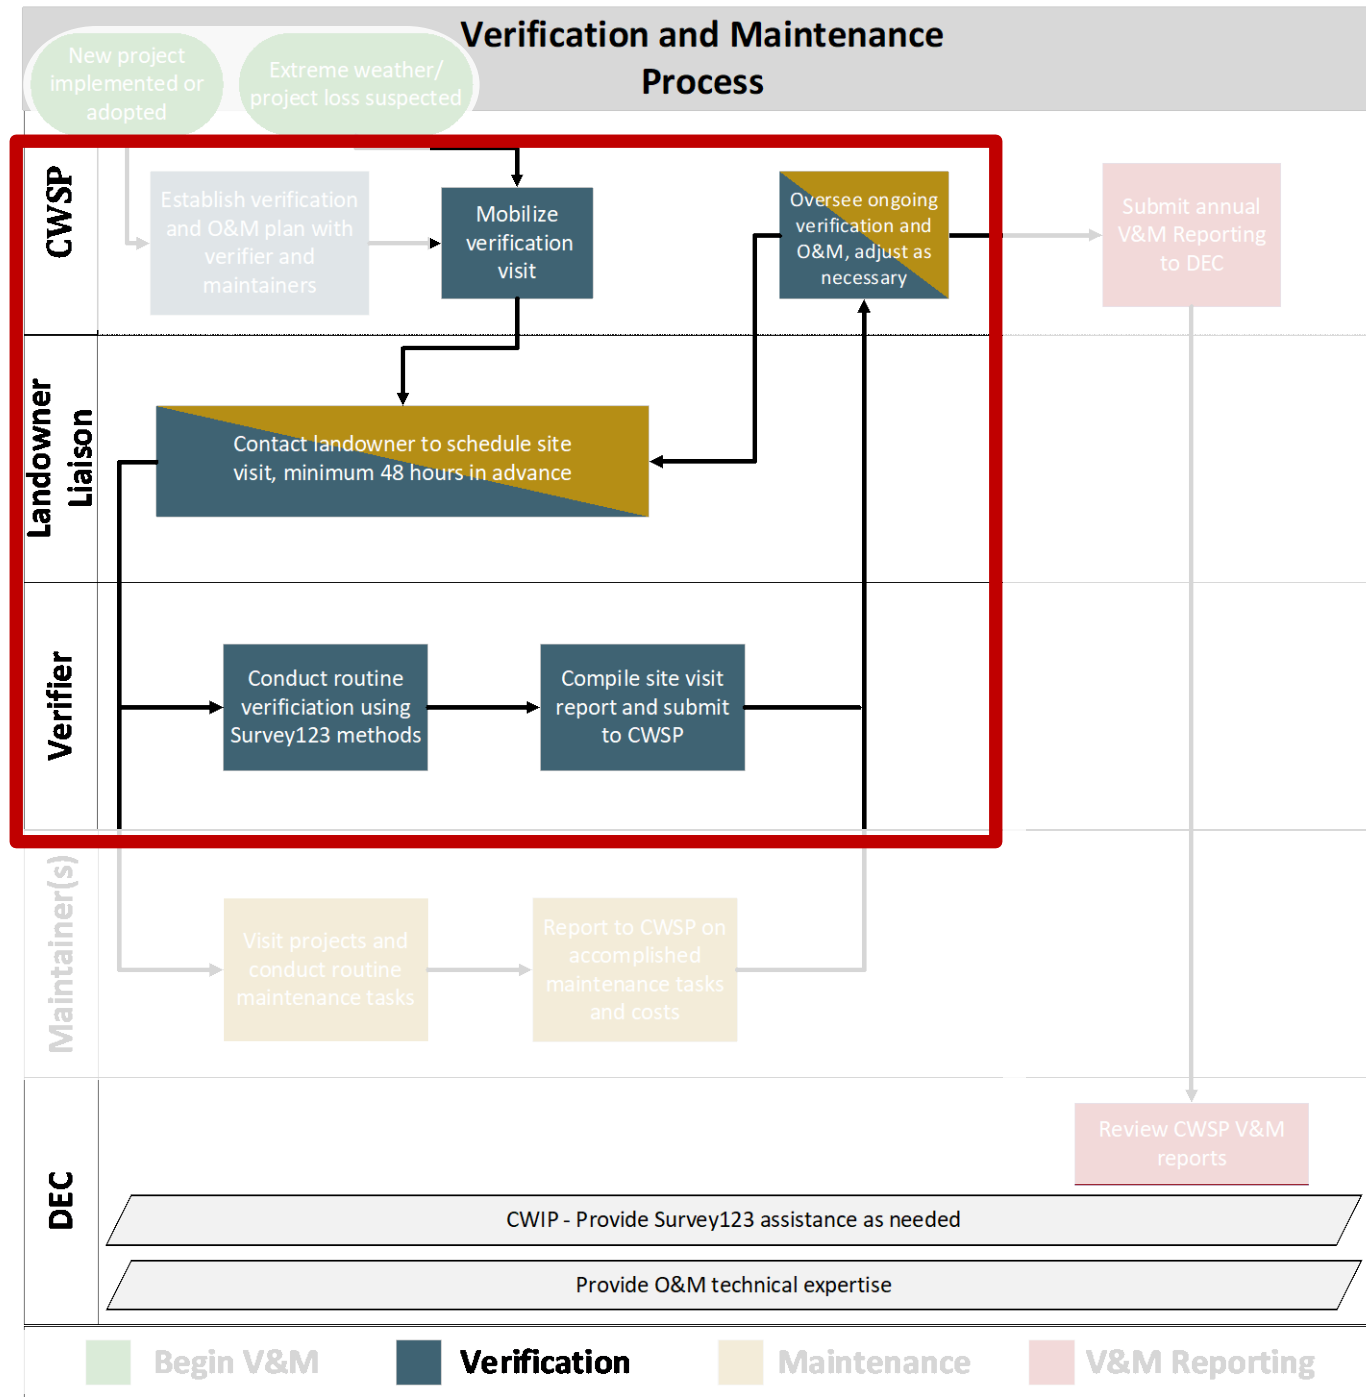 Verification and Maintenance
Process
New project
implemented or
adopted
Extreme weather/
project loss suspected
CWSP
Establish verification
and O&M plan with
verifier and
maintainers
Mobilize
verification
visit
Oversee ongoing
verification and
O&M, adjust as
necessary
Submit annual
V&M Reporting
to DEC
Landowner
Liaison
Contact landowner to schedule site
visit, minimum 48 hours in advance
Verifier
Conduct routine
verificiation using
Survey123 methods
Compile site visit
report and submit
to CWSP
Maintainer(s)
Visit projects and
conduct routine
maintenance tasks
Report to CWSP on
accomplished
maintenance tasks
and costs
DEC
Review CWSP V&M
reports
CWIP - Provide Survey123 assistance as needed
Provide O&M technical expertise
Begin V&M
Verification
Maintenance
V&M Reporting